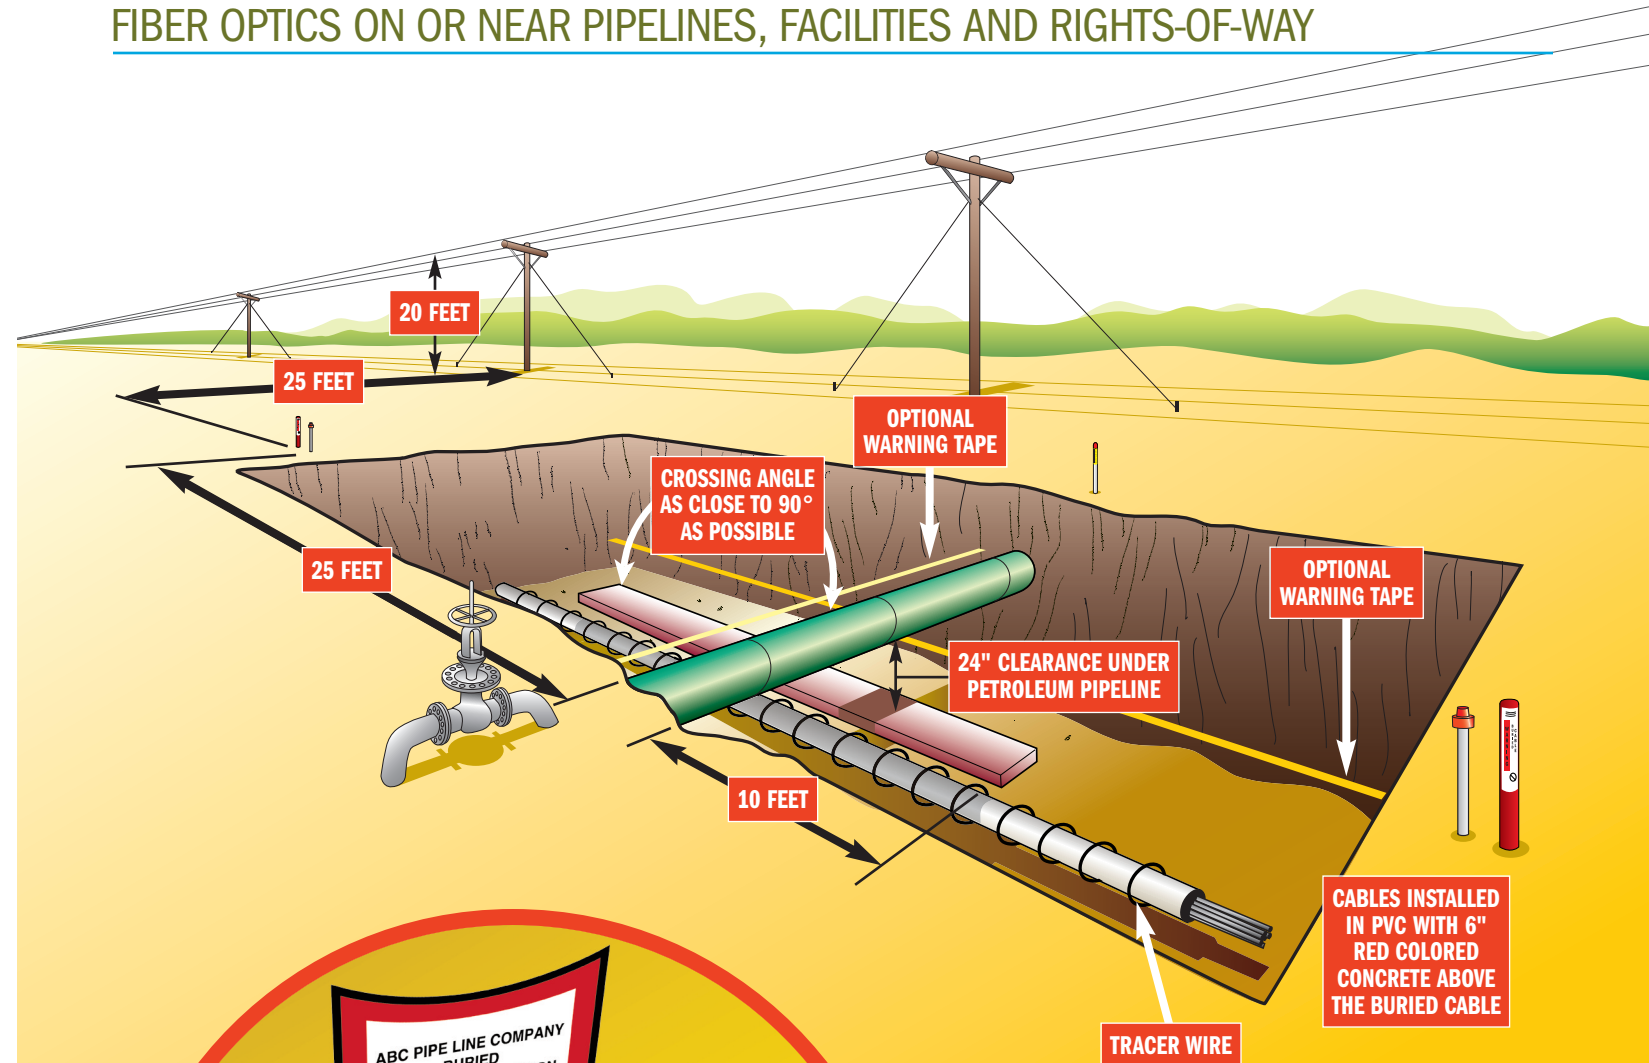 FIBER OPTICS ON OR NEAR PIPELINES, FACILITIES AND RIGHTS-OF-WAY
20 FEET
25 FEET
OPTIONAL
WARNING TAPE
CROSSING ANGLE
AS CLOSE TO 90°
AS POSSIBLE
25 FEET
OPTIONAL
WARNING TAPE
24" CLEARANCE UNDER
PETROLEUM PIPELINE
10 FEET
CABLES INSTALLED
IN PVC WITH 6"
RED COLORED
CONCRETE ABOVE
THE BURIED CABLE
TRACER WIRE
ABC PIPE LINE COMPANY
BURIED